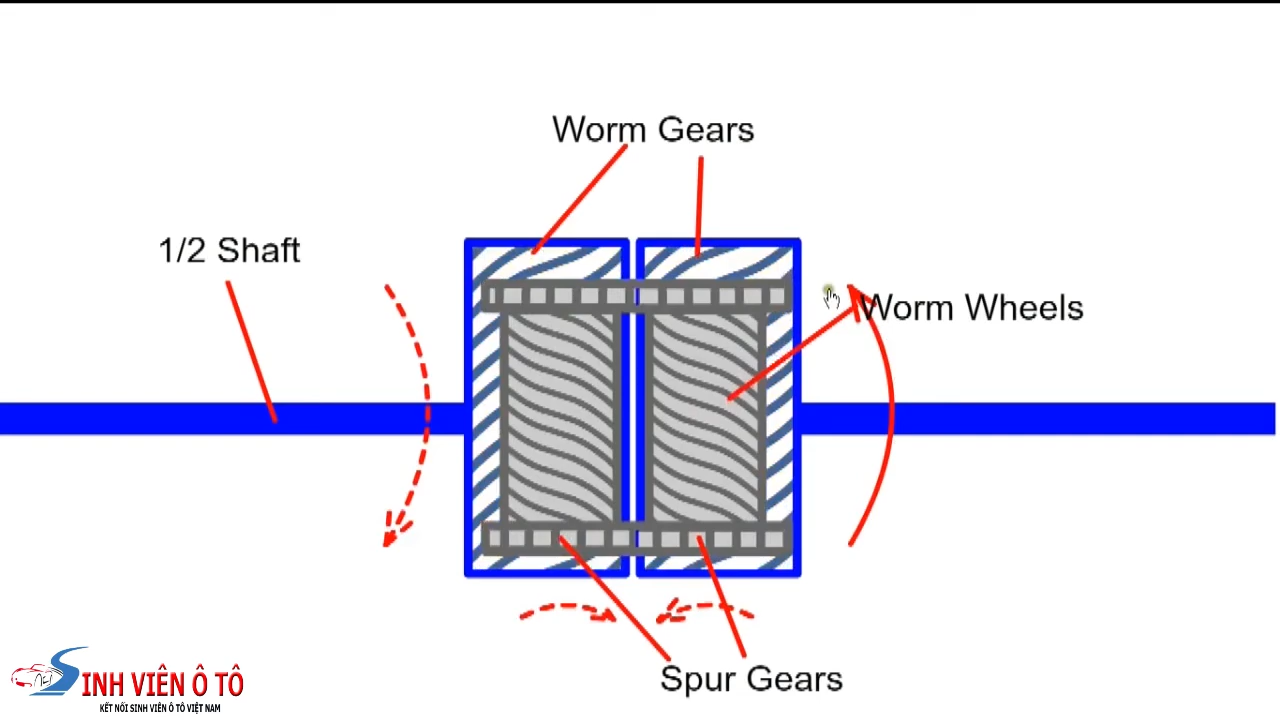 Worm Gears
1/2 Shaft
Worm Wheels
Spur Gears
SINH VIÊN Ô TÔ
KẾT NỐI SINH VIÊN Ô TÔ VIỆT NAM